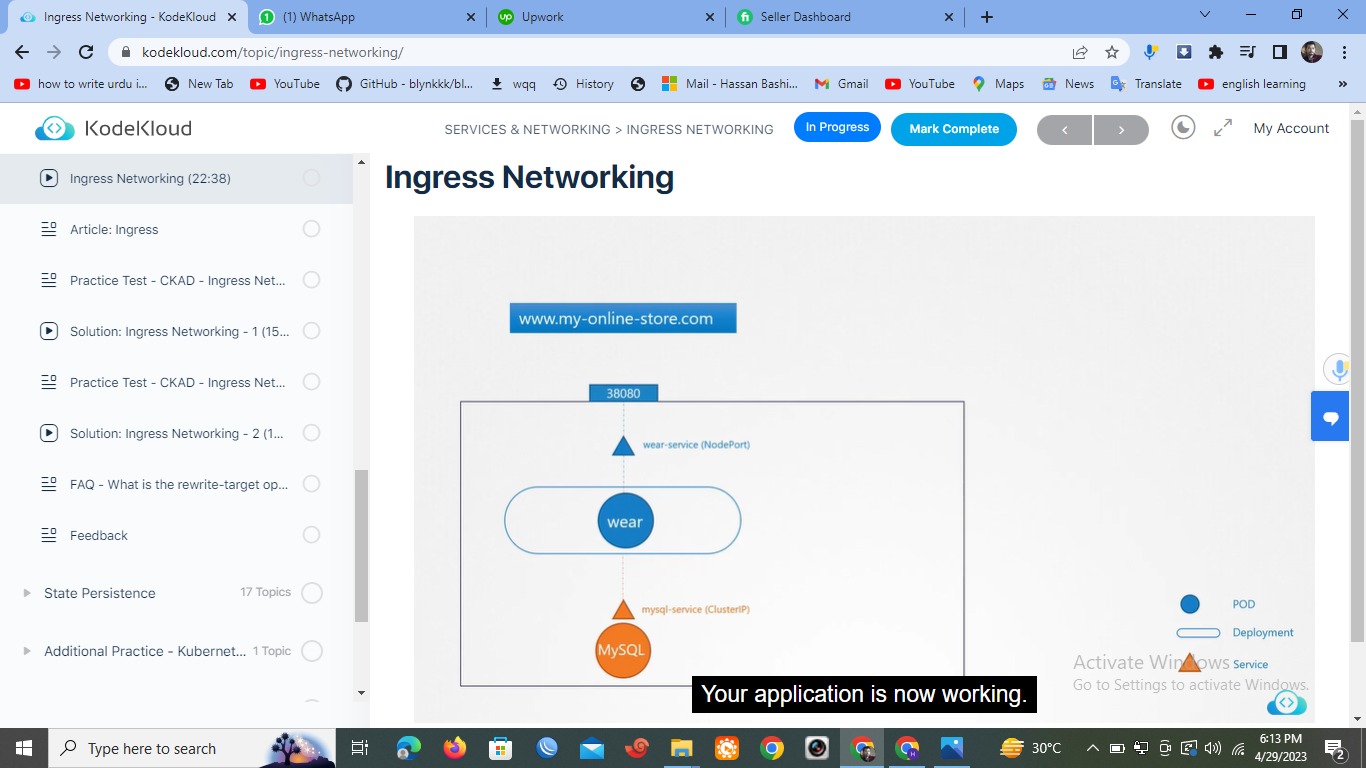 Ingress Networking - KodeKloud
(1) WhatsApp
Upwork
Seller Dashboard
kodekloud.com/topic/ingress-networking/
how to write urdu i...
New Tab
YouTube
GitHub - blynkkk/bl...
wqq
History
Mail - Hassan Bashi...
Gmail
YouTube
Maps
News
Translate
english learning
KodeKloud
SERVICES & NETWORKING > INGRESS NETWORKING
In Progress
Mark Complete
My Account
Ingress Networking (22:38)
Article: Ingress
Practice Test - CKAD - Ingress Net...
Solution: Ingress Networking - 1 (15...
Practice Test - CKAD - Ingress Net...
Solution: Ingress Networking - 2 (1...
FAQ - What is the rewrite-target op...
Feedback
State Persistence 17 Topics
Additional Practice - Kubernet... 1 Topic
Ingress Networking
www.my-online-store.com
38080
wear-service (NodePort)
wear
mysql-service (ClusterIP)
MySQL
POD
Deployment
Service
Activate Windows
Go to Settings to activate Windows.
Your application is now working.
Type here to search
30°C
6:13 PM
4/29/2023
2